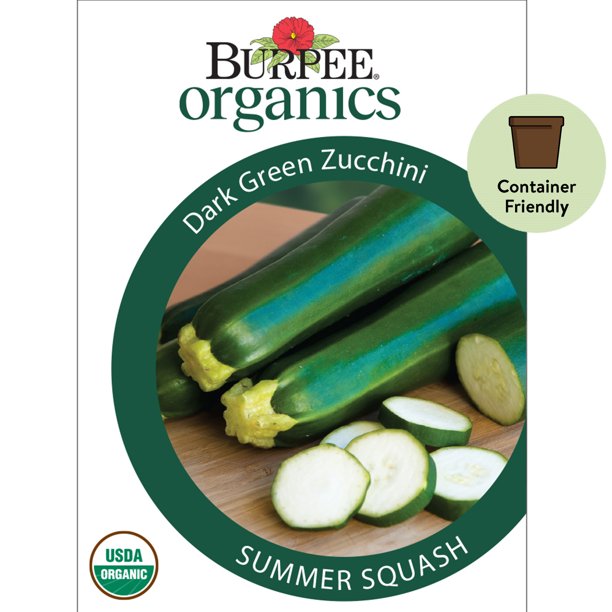 BURPEE®
organics
Dark Green Zucchini
Container
Friendly
SUMMER SQUASH
USDA
ORGANIC